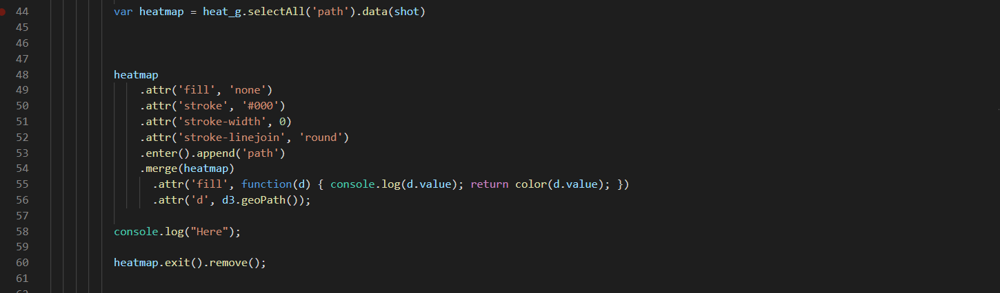 44 var heatmap = heat_g.selectAll('path').data(shot)
45
46
47
48 heatmap
49 .attr('fill', 'none')
50 .attr('stroke', '#000')
51 .attr('stroke-width', 0)
52 .attr('stroke-linejoin', 'round')
53 .enter().append('path')
54 .merge(heatmap)
55 .attr('fill', function(d) { console.log(d.value); return color(d.value); })
56 .attr('d', d3.geoPath());
57
58 console.log("Here");
59
60 heatmap.exit().remove();
61